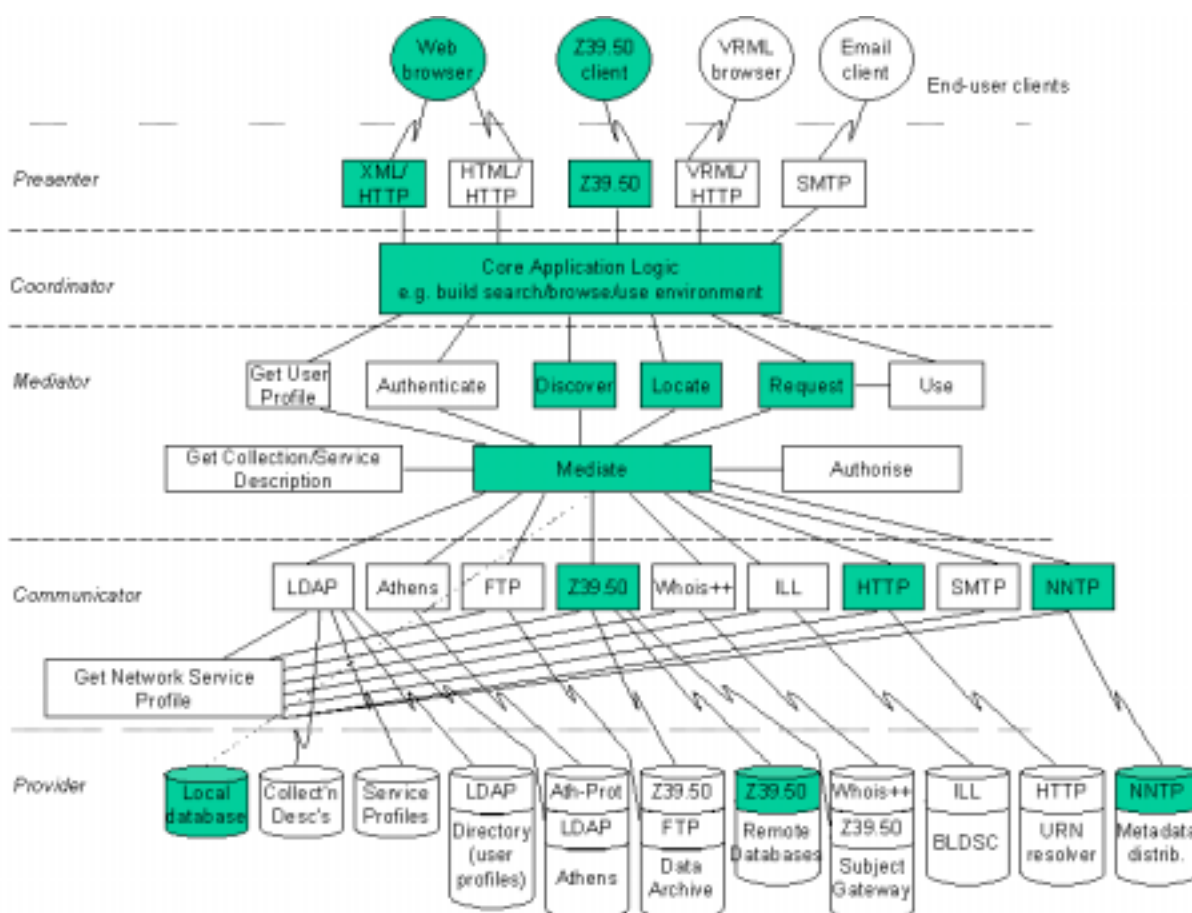 Web
browser
Z39.50
client
VRML
browser
Email
client
End-user clients
Presenter
XML/
HTTP
HTML/
HTTP
Z39.50
VRML/
HTTP
SMTP
Coordinator
Core Application Logic
e.g. build search/browse/use environment
Mediator
Get User
Profile
Authenticate
Discover
Locate
Request
Use
Get Collection/Service
Description
Mediate
Authorise
Communicator
LDAP
Athens
FTP
Z39.50
Whois++
ILL
HTTP
SMTP
NNTP
Get Network Service
Profile
Provider
Local
database
Collect'n
Desc's
Service
Profiles
LDAP
Directory
(user
profiles)
Ath-Prot
LDAP
Athens
Z39.50
FTP
Data
Archive
Z39.50
Remote
Databases
Whois++
Z39.50
Subject
Gateway
ILL
BLDSC
HTTP
URN
resolver
NNTP
Metadata
distrib.